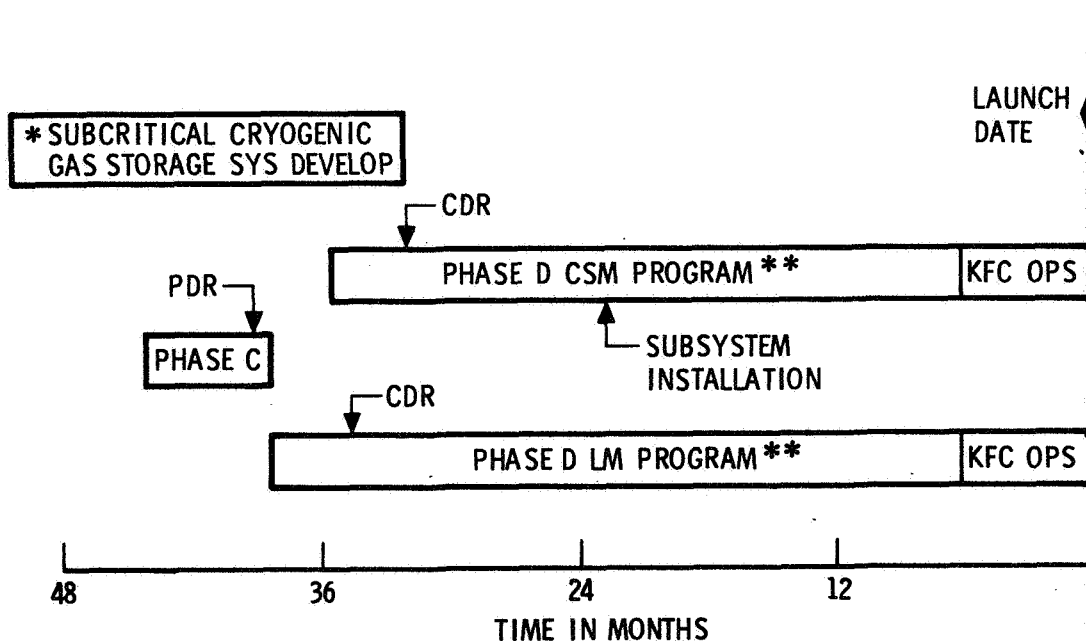 LAUNCH
DATE
* SUBCRITICAL CRYOGENIC
GAS STORAGE SYS DEVELOP
CDR
PHASE D CSM PROGRAM **
KFC OPS
PDR
PHASE C
SUBSYSTEM
INSTALLATION
CDR
PHASE D LM PROGRAM **
KFC OPS
48
36
24
12
TIME IN MONTHS